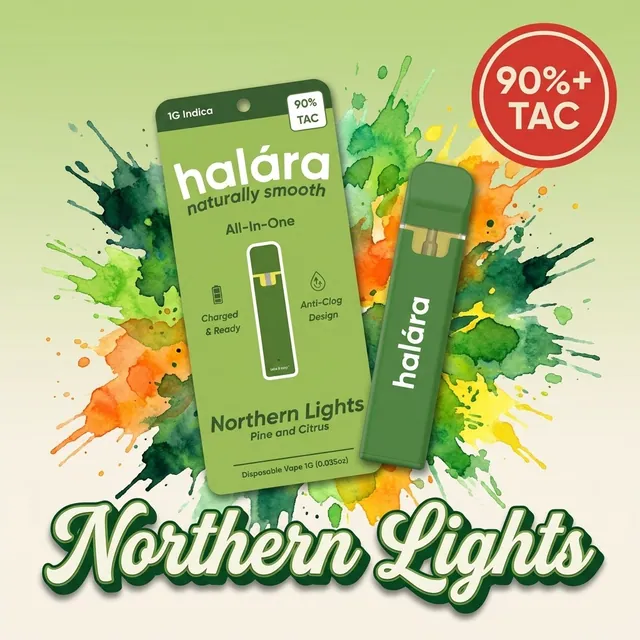 90%+
TAC
1G Indica
90%
TAC
halára
naturally smooth
All-In-One
Charged
& Ready
Anti-Clog
Design
Northern Lights
Pine and Citrus
Disposable Vape 1G (0.035oz)
halára
Northern Lights